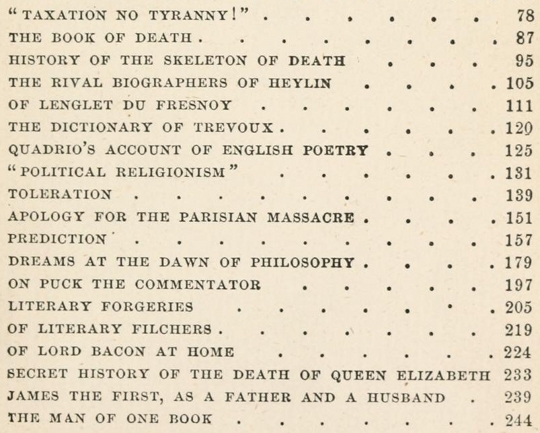 “ TAXATION NO TYRANNY! ” . . . . . . . 78
THE BOOK OF DEATH . . . . . . . . 87
HISTORY OF THE SKELETON OF DEATH . . . . 95
THE RIVAL BIOGRAPHERS OF HEYLIN . . . . 105
OF LENGLET DU FRESNOY . . . . . . 111
THE DICTIONARY OF TREVOUX . . . . . . 120
QUADRIO'S ACCOUNT OF ENGLISH POETRY . . . . 125
“ POLITICAL RELIGIONISM ” . . . . . . 131
TOLERATION . . . . . . . . . 139
APOLOGY FOR THE PARISIAN MASSACRE . . . . 151
PREDICTION . . . . . . . . . 157
DREAMS AT THE DAWN OF PHILOSOPHY . . . . 179
ON PUCK THE COMMENTATOR . . . . . 197
LITERARY FORGERIES . . . . . . 205
OF LITERARY FILCHERS . . . . . . . 219
OF LORD BACON AT HOME . . . . . . 224
SECRET HISTORY OF THE DEATH OF QUEEN ELIZABETH 233
JAMES THE FIRST, AS A FATHER AND A HUSBAND . 239
THE MAN OF ONE BOOK . . . . . . 244